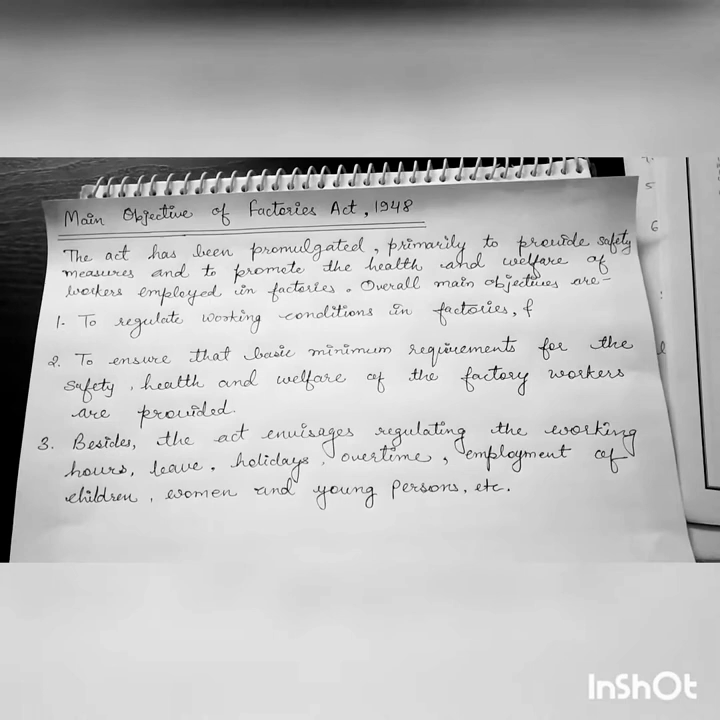 Main Objective of Factories Act, 1948
The act has been promulgated, primarily to provide safety
measures and to promote the health and welfare of
workers employed in factories. Overall main objectives are-
1. To regulate working conditions in factories, &
2. To ensure that basic minimum requirements for the
safety, health and welfare of the factory workers
are provided.
3. Besides, the act envisages regulating the working
hours, leave, holidays, overtime, employment of
children, women and young persons, etc.
5
6
InShOt